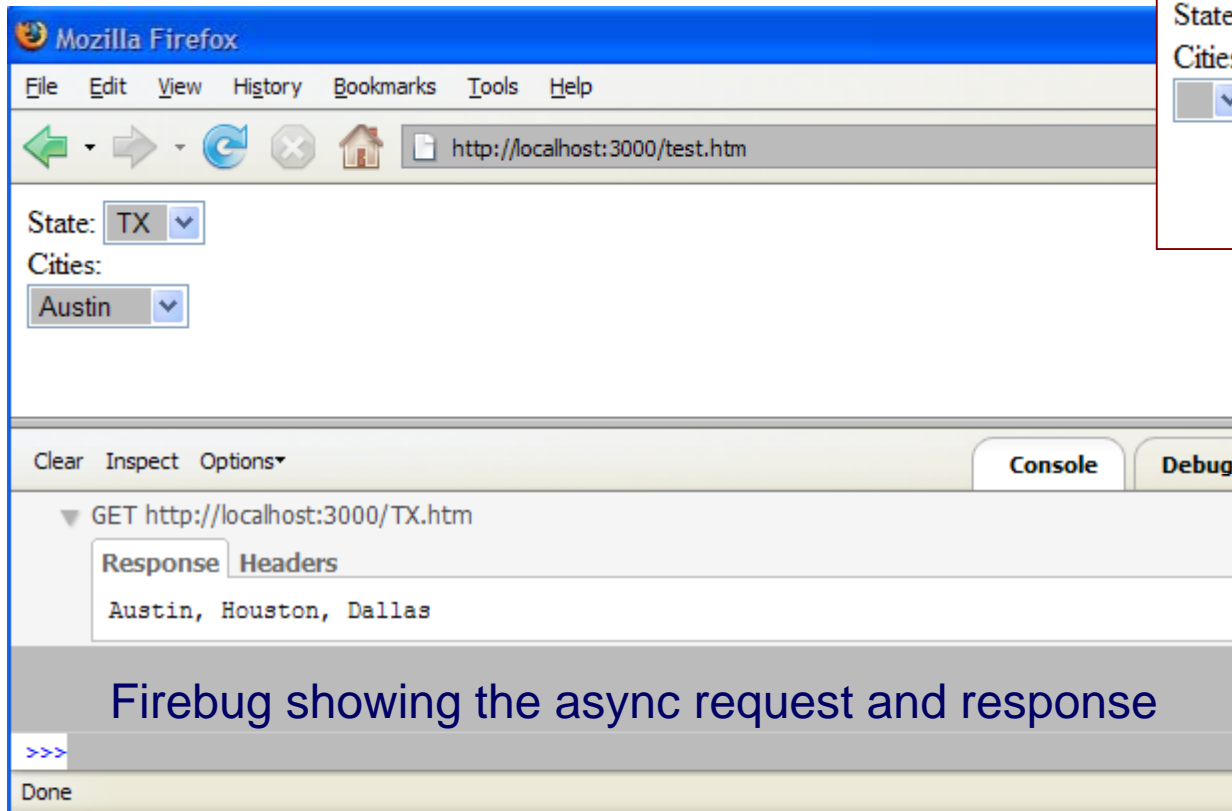 Mozilla Firefox
File Edit View History Bookmarks Tools Help
http://localhost:3000/test.htm
State: TX
Cities:
Austin
Clear Inspect Options
Console
GET http://localhost:3000/TX.htm
Response Headers
Austin, Houston, Dallas
Firebug showing the async request and response
>>>
Done
State